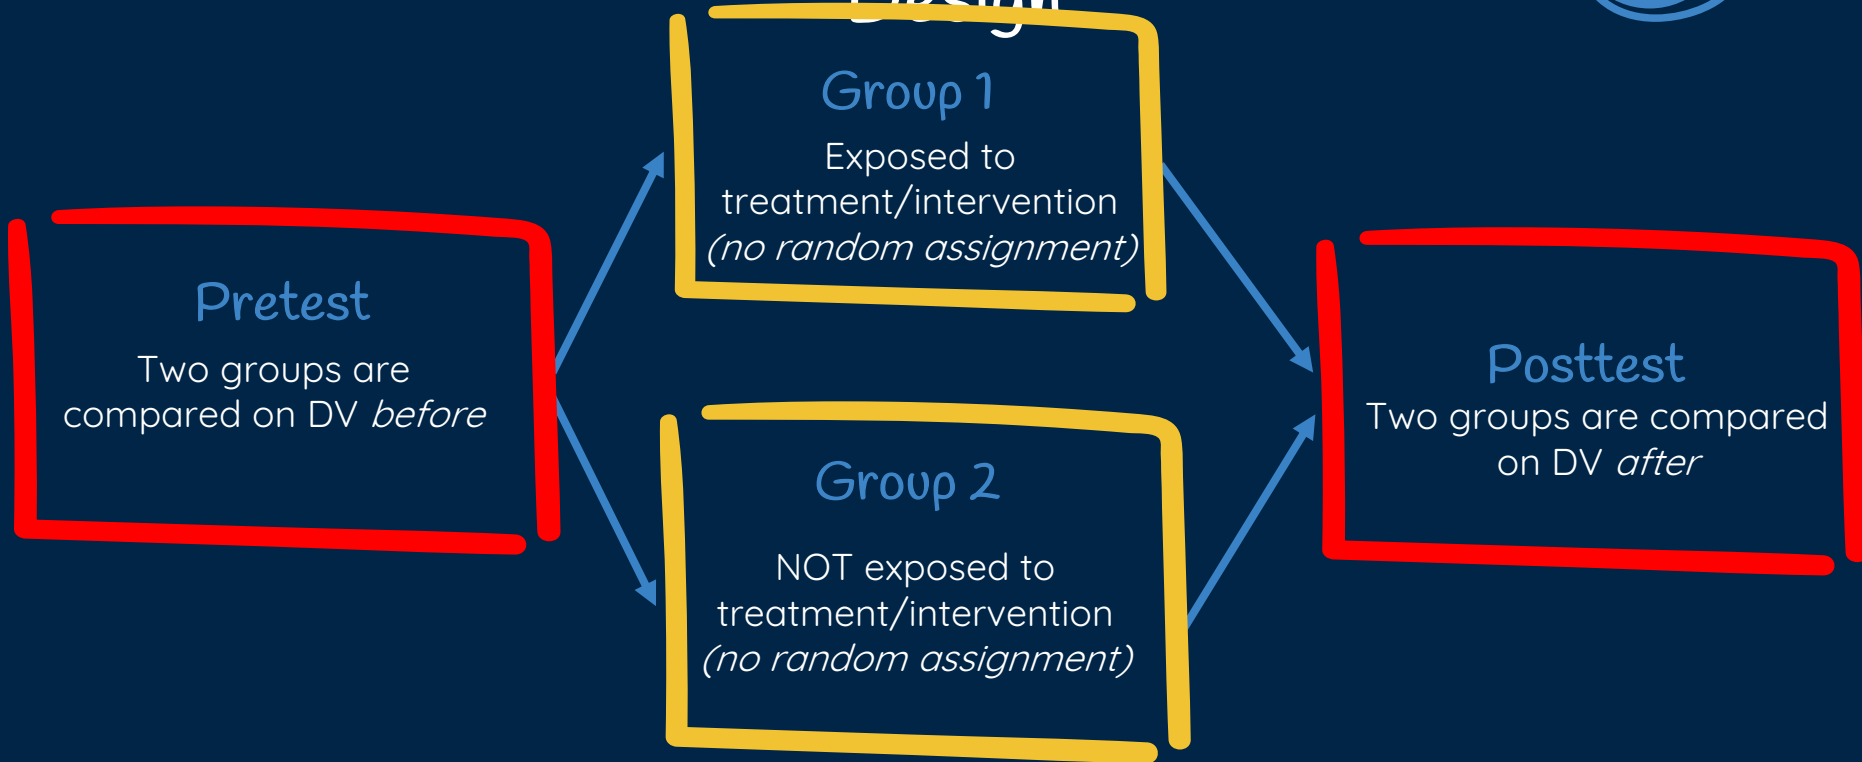 Design
Group 1
Exposed to
treatment/intervention
(no random assignment)
Pretest
Two groups are
compared on DV before
Group 2
NOT exposed to
treatment/intervention
(no random assignment)
Posttest
Two groups are compared
on DV after